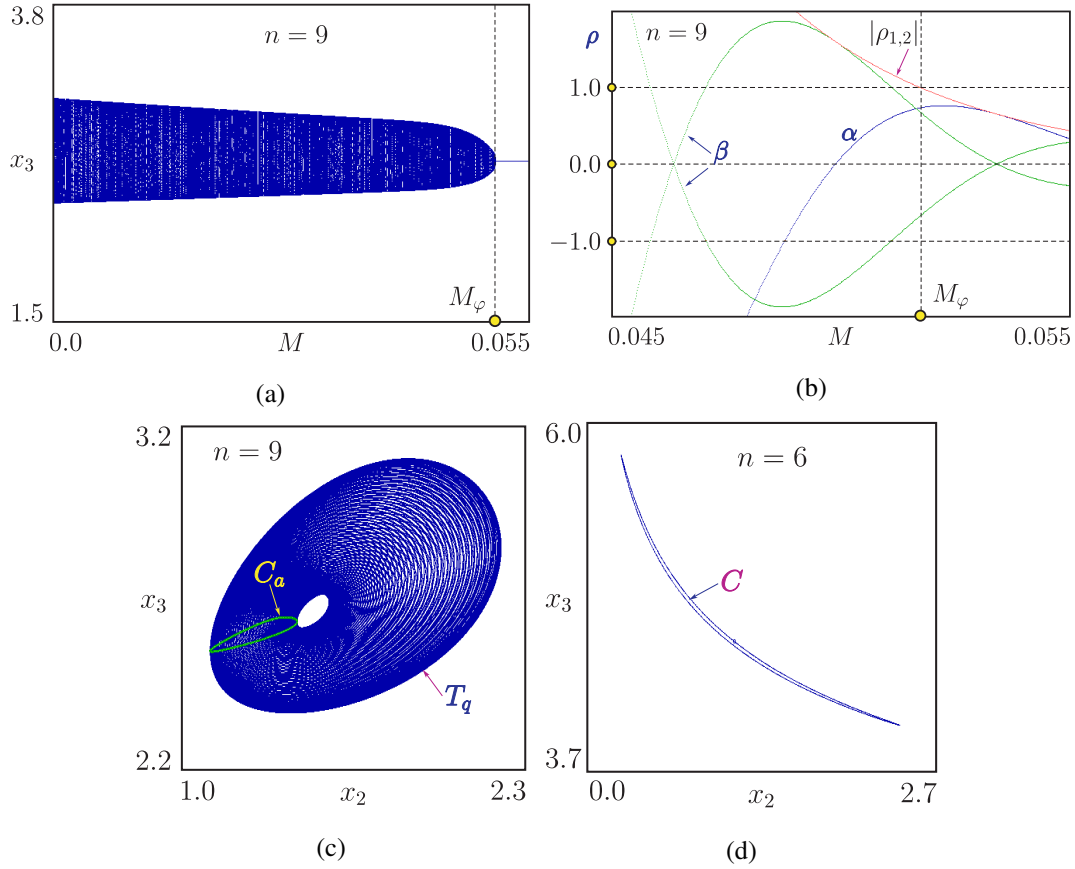 3.8
n = 9
x₃
1.5
0.0
M
M_φ
0.055
(a)
ρ
n = 9
|ρ₁,₂|
1.0
α
β
0.0
−1.0
M_φ
0.045
M
0.055
(b)
3.2
n = 9
C_a
x₃
T_q
2.2
1.0
x₂
2.3
(c)
6.0
n = 6
C
x₃
3.7
0.0
x₂
2.7
(d)